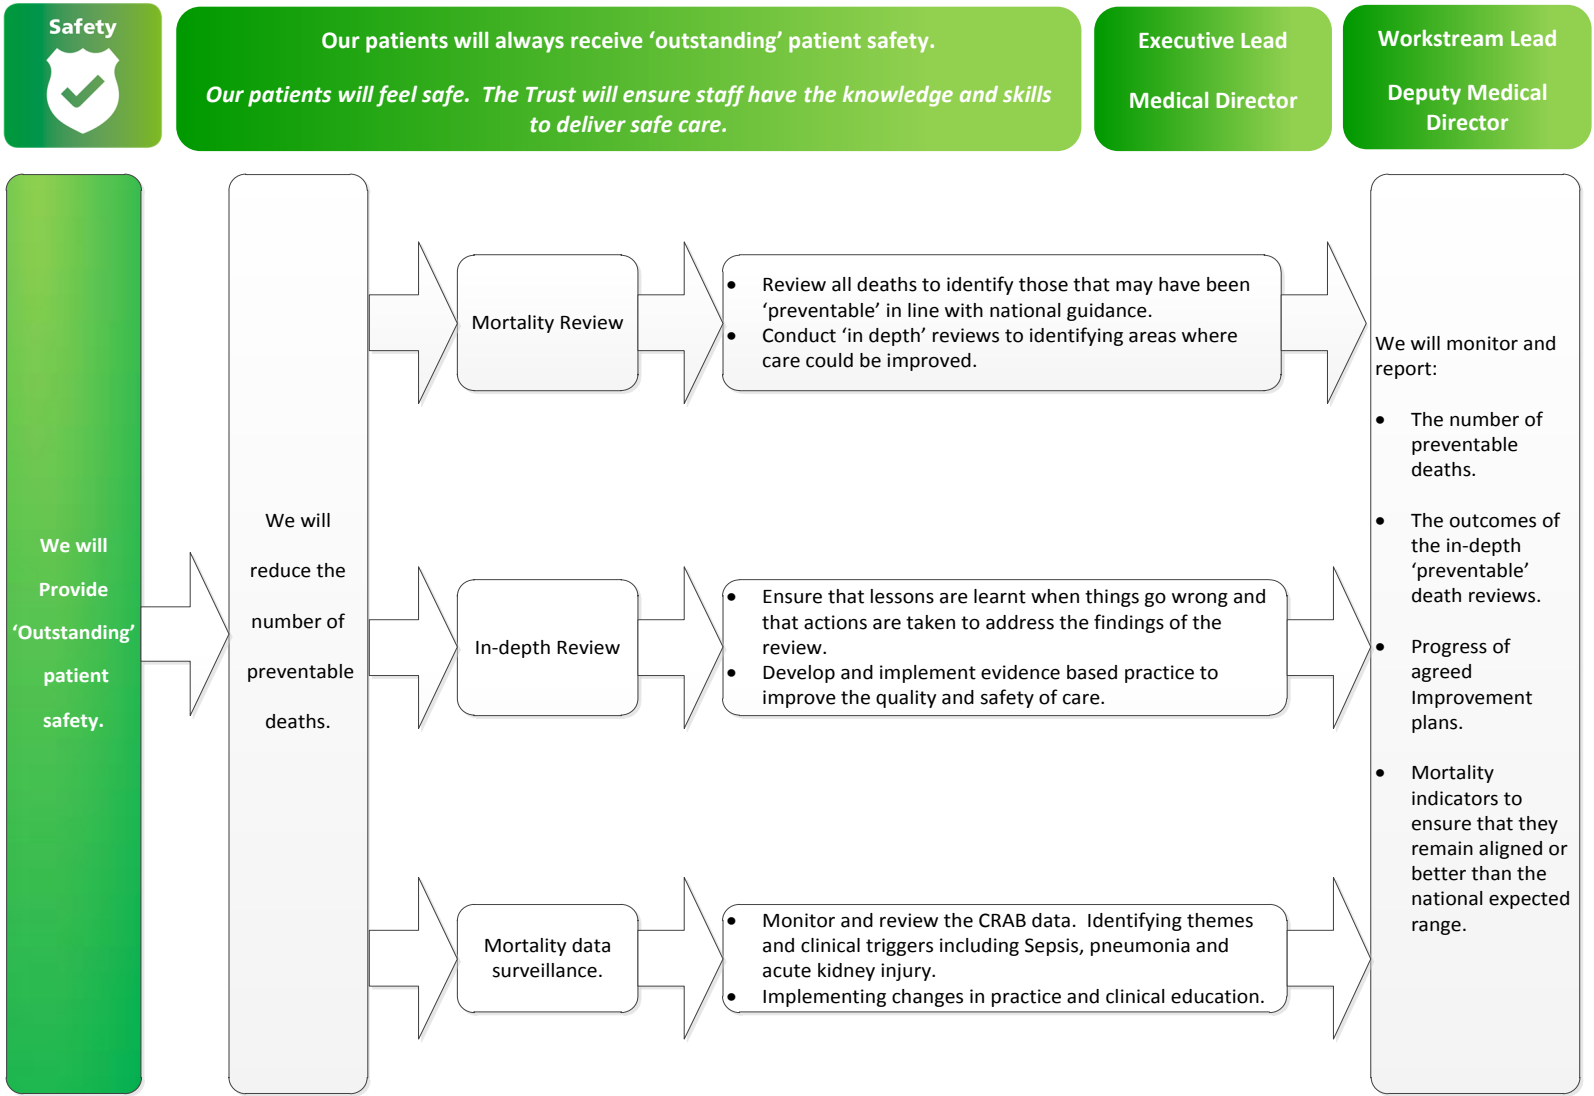 Safety
Our patients will always receive ‘outstanding’ patient safety.
Our patients will feel safe.  The Trust will ensure staff have the knowledge and skills
to deliver safe care.
Executive Lead
Medical Director
Workstream Lead
Deputy Medical
Director
We will
Provide
‘Outstanding’
patient
safety.
We will
reduce the
number of
preventable
deaths.
Mortality Review
• Review all deaths to identify those that may have been
‘preventable’ in line with national guidance.
• Conduct ‘in depth’ reviews to identifying areas where
care could be improved.
In-depth Review
• Ensure that lessons are learnt when things go wrong and
that actions are taken to address the findings of the
review.
• Develop and implement evidence based practice to
improve the quality and safety of care.
Mortality data
surveillance.
• Monitor and review the CRAB data.  Identifying themes
and clinical triggers including Sepsis, pneumonia and
acute kidney injury.
• Implementing changes in practice and clinical education.
We will monitor and
report:
• The number of
preventable
deaths.
• The outcomes of
the in-depth
‘preventable’
death reviews.
• Progress of
agreed
Improvement
plans.
• Mortality
indicators to
ensure that they
remain aligned or
better than the
national expected
range.